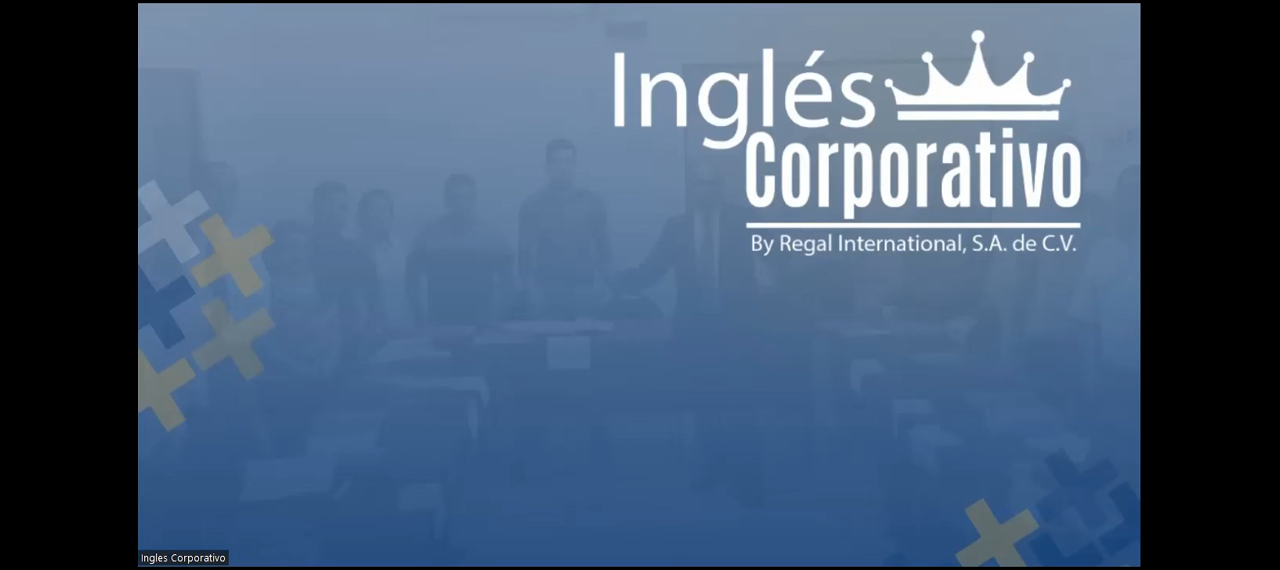 Inglés
Corporativo
By Regal International, S.A. de C.V.
Ingles Corporativo